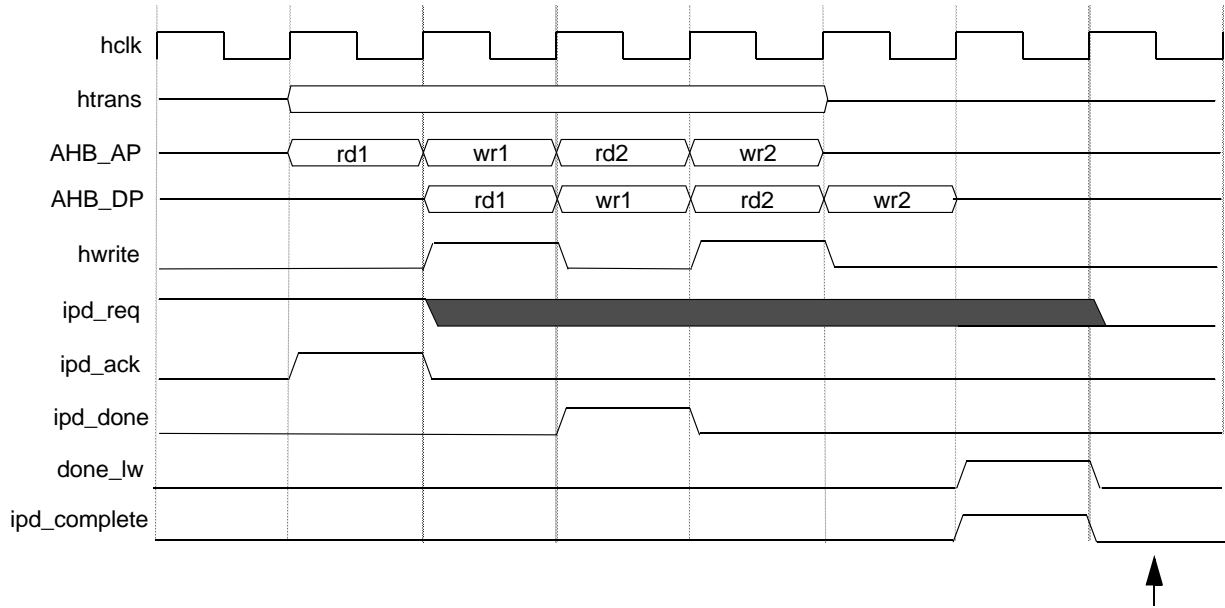 hclk
htrans
AHB_AP rd1 wr1 rd2 wr2
AHB_DP rd1 wr1 rd2 wr2
hwrite
ipd_req
ipd_ack
ipd_done
done_lw
ipd_complete